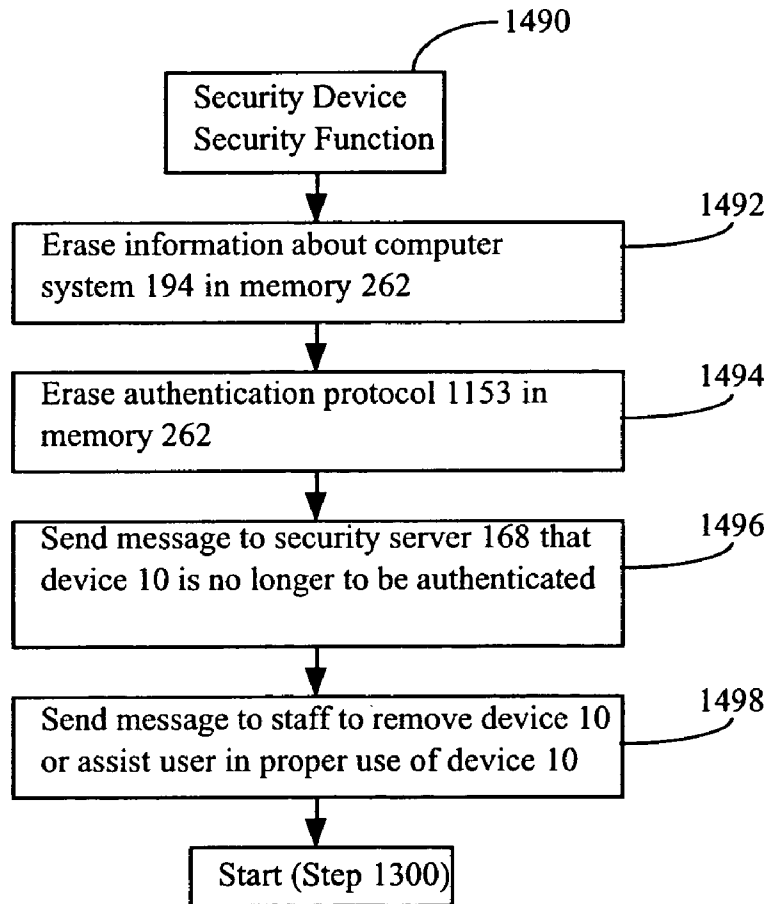 1490
Security Device
Security Function
1492
Erase information about computer
system 194 in memory 262
1494
Erase authentication protocol 1153 in
memory 262
1496
Send message to security server 168 that
device 10 is no longer to be authenticated
1498
Send message to staff to remove device 10
or assist user in proper use of device 10
Start (Step 1300)